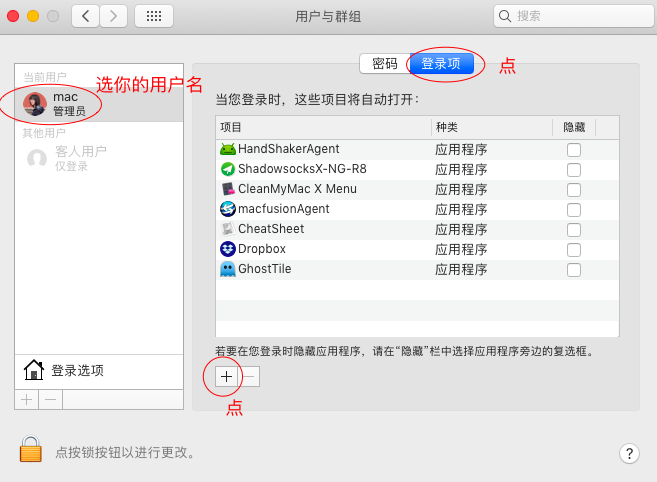 用户与群组
搜索
密码
登录项
点
当前用户
选你的用户名
mac
管理员
其他用户
客人用户
仅登录
当您登录时，这些项目将自动打开：
项目 种类 隐藏
HandShakerAgent 应用程序
ShadowsocksX-NG-R8 应用程序
CleanMyMac X Menu 应用程序
macfusionAgent 应用程序
CheatSheet 应用程序
Dropbox 应用程序
GhostTile 应用程序
若要在您登录时隐藏应用程序，请在“隐藏”栏中选择应用程序旁边的复选框。
登录选项
+ −
点
+ −
点按锁按钮以进行更改。
?